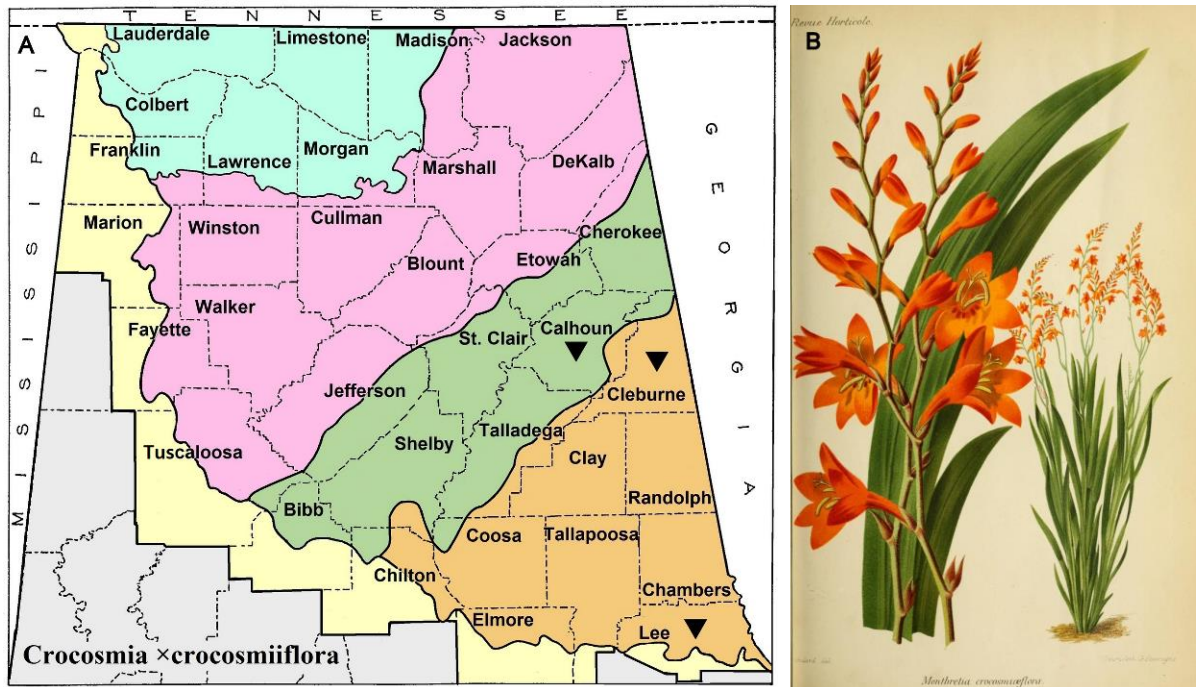 T E N N E S S E E
A
Lauderdale Limestone Madison Jackson
Colbert
Franklin Lawrence Morgan Marshall DeKalb
Marion Winston Cullman Cherokee
Blount Etowah
Walker
Fayette St. Clair Calhoun
Jefferson Cleburne
Shelby Talladega
Tuscaloosa Clay
Bibb Randolph
Coosa Tallapoosa
Chilton Chambers
Elmore Lee
MISSISSIPPI
GEORGIA
Crocosmia ×crocosmiiflora
Revue Horticole.
B
Montbretia crocosmiæflora.